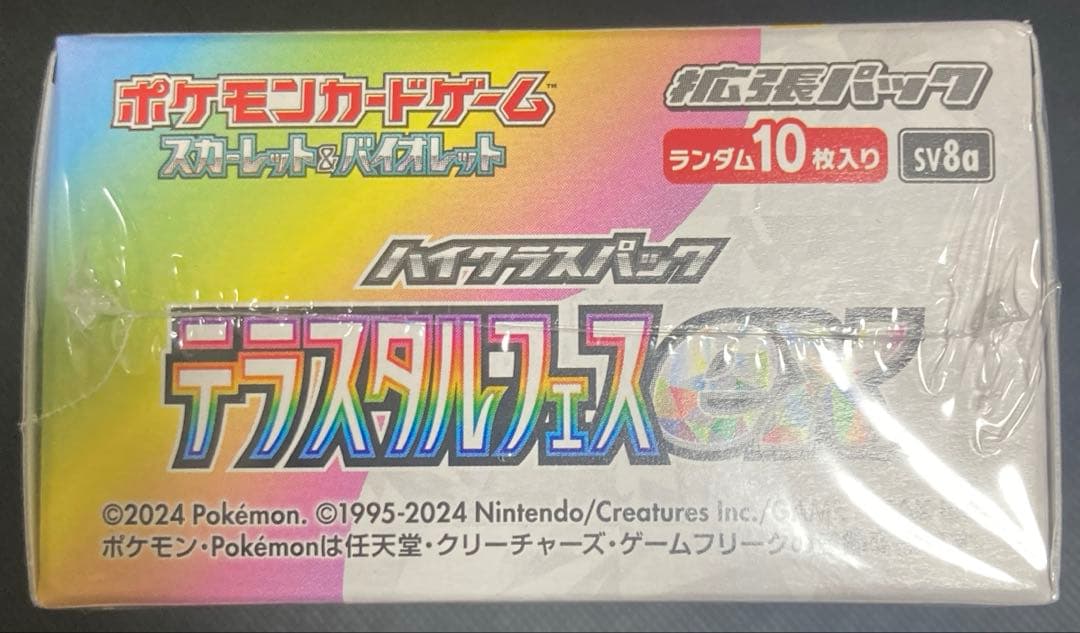 ポケモンカードゲーム™
スカーレット&バイオレット
拡張パック
ランダム10枚入り
SV8a
ハイクラスパック
テラスタルフェスex
©2024 Pokémon. ©1995-2024 Nintendo/Creatures Inc./GAM
ポケモン・Pokémonは任天堂・クリーチャーズ・ゲームフリークの